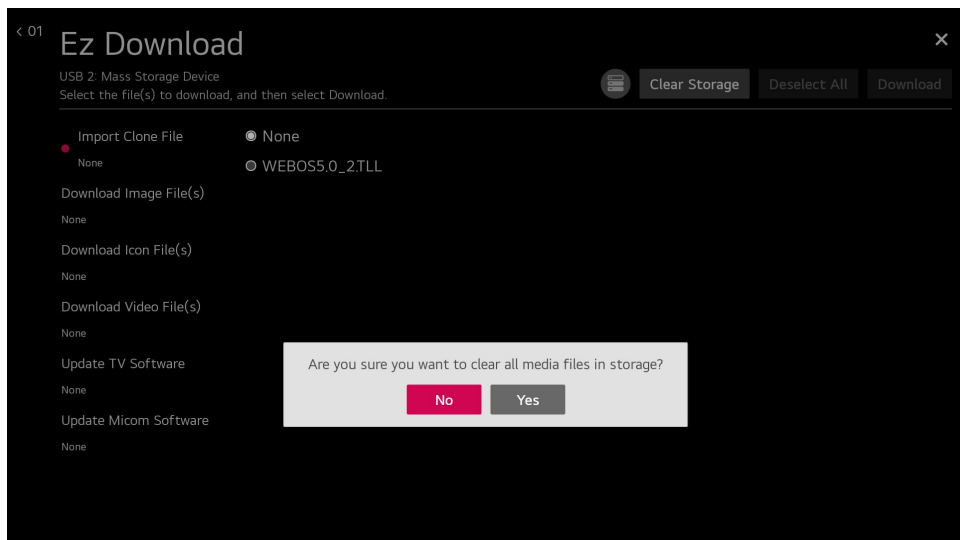 < 01
Ez Download
USB 2: Mass Storage Device
Select the file(s) to download, and then select Download.
Clear Storage
Deselect All
Download
Import Clone File
None
None
WEBOS5.0_2.TLL
Download Image File(s)
None
Download Icon File(s)
None
Download Video File(s)
None
Update TV Software
None
Update Micom Software
None
Are you sure you want to clear all media files in storage?
No
Yes